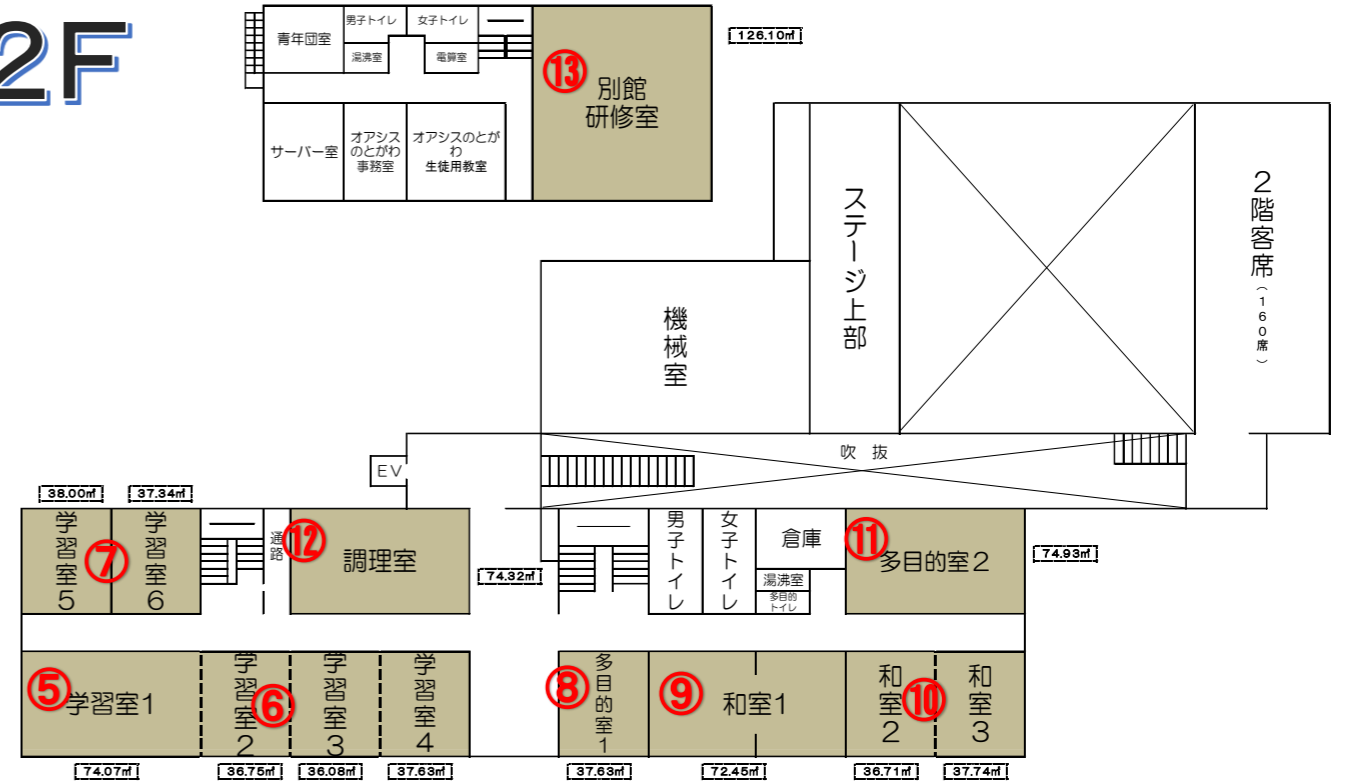 2F
青年団室
男子トイレ
女子トイレ
湯沸室
電算室
サーバー室
オアシス
のとがわ
事務室
オアシスのとが
わ
生徒用教室
⑬
別館
研修室
126.10㎡
ステージ上部
2階客席(160席)
機械室
吹 抜
EV
38.00㎡
37.34㎡
学習室5
⑦
学習室6
通路
⑫
調理室
74.32㎡
男子トイレ
女子トイレ
倉庫
湯沸室
多目的
トイレ
⑪
多目的室2
74.93㎡
⑤
学習室1
学習室2
⑥
学習室3
学習室4
⑧
多目的室1
⑨
和室1
和室2
⑩
和室3
74.07㎡
36.75㎡
36.08㎡
37.63㎡
37.63㎡
72.45㎡
36.71㎡
37.74㎡